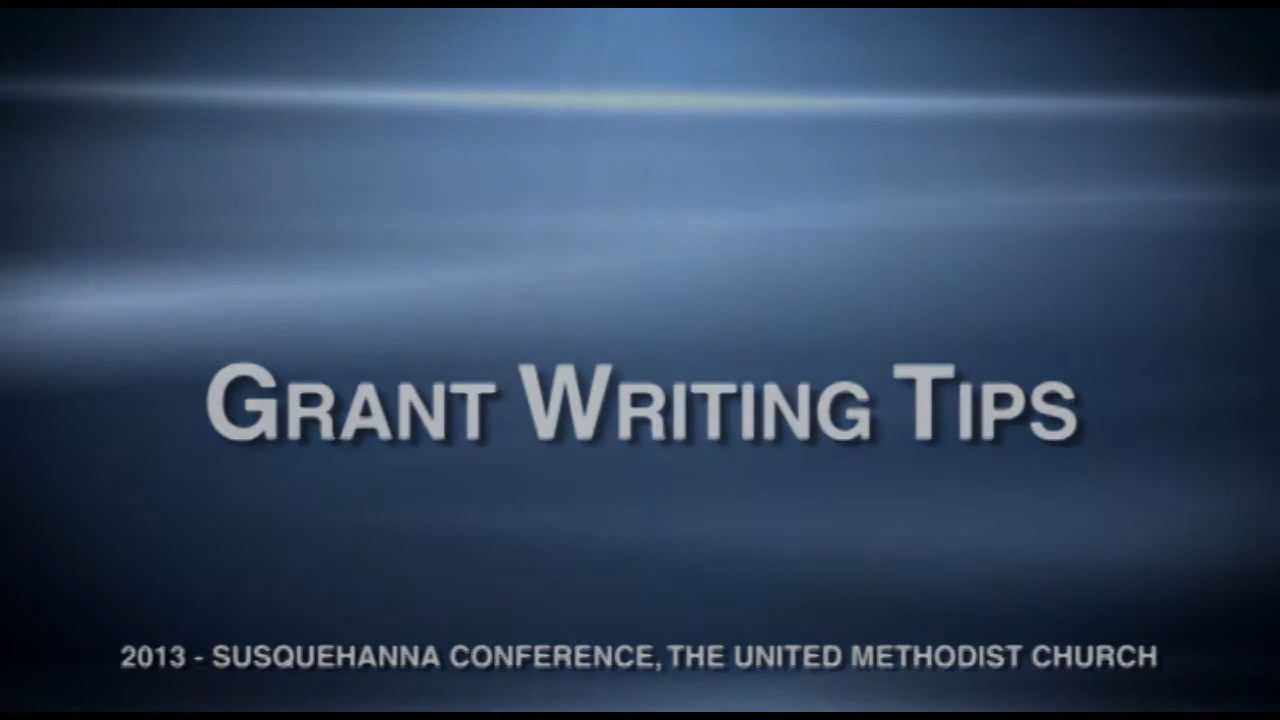 GRANT WRITING TIPS
2013 - SUSQUEHANNA CONFERENCE, THE UNITED METHODIST CHURCH